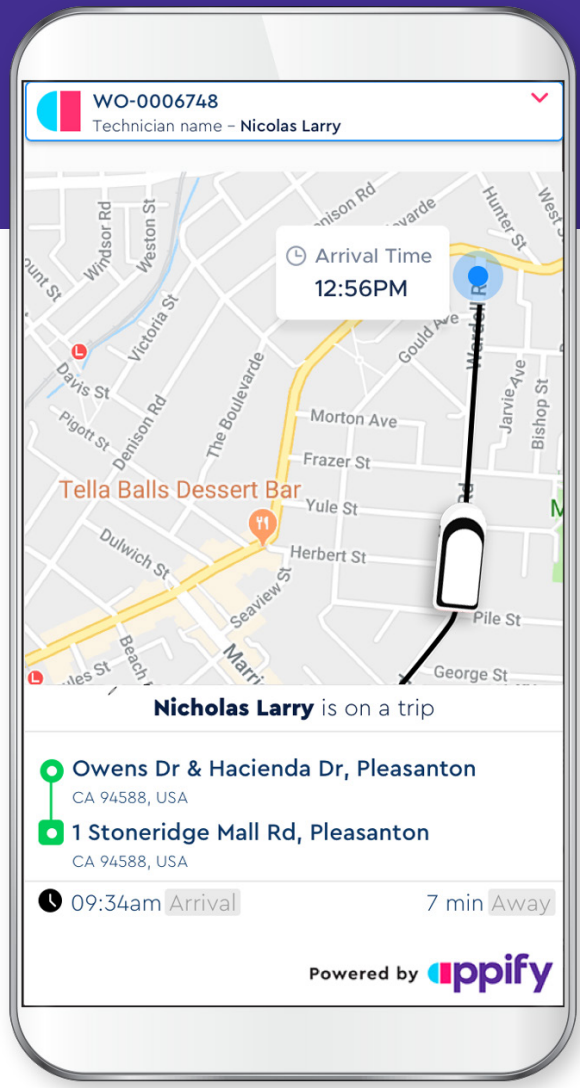 WO-0006748
Technician name – Nicolas Larry
Arrival Time
12:56PM
Windsor Rd
Weston St
Hunter St
Victoria St
Gould Ave
Davis St
Pigott St
Denison Rd
The Boulevarde
Jarvie Ave
Bishop St
Morton Ave
Frazer St
Tella Balls Dessert Bar
Yule St
Dulwich St
Herbert St
Seaview St
Pile St
George St
Nicholas Larry is on a trip
Owens Dr & Hacienda Dr, Pleasanton
CA 94588, USA
1 Stoneridge Mall Rd, Pleasanton
CA 94588, USA
09:34am Arrival
7 min Away
Powered by appify